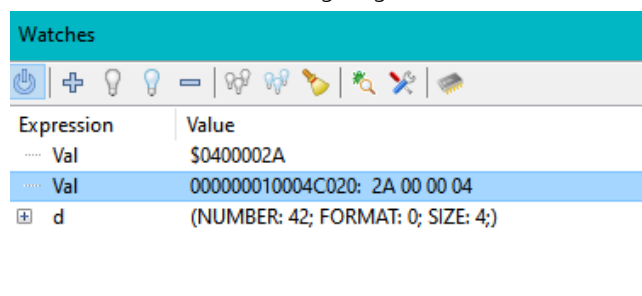 Watches
Expression Value
Val $0400002A
Val 000000010004C020: 2A 00 00 04
d (NUMBER: 42; FORMAT: 0; SIZE: 4;)